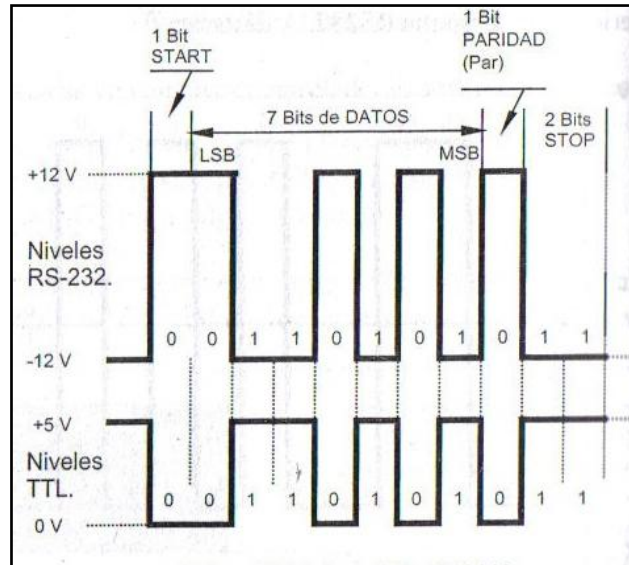 1 Bit
START
1 Bit
PARIDAD
(Par)
7 Bits de DATOS
2 Bits
STOP
LSB
MSB
+12 V
Niveles
RS-232.
0 0 1 1 0 1 0 1 0 1 1
-12 V
+5 V
Niveles
TTL.
0 0 1 1 0 1 0 1 0 1 1
0 V